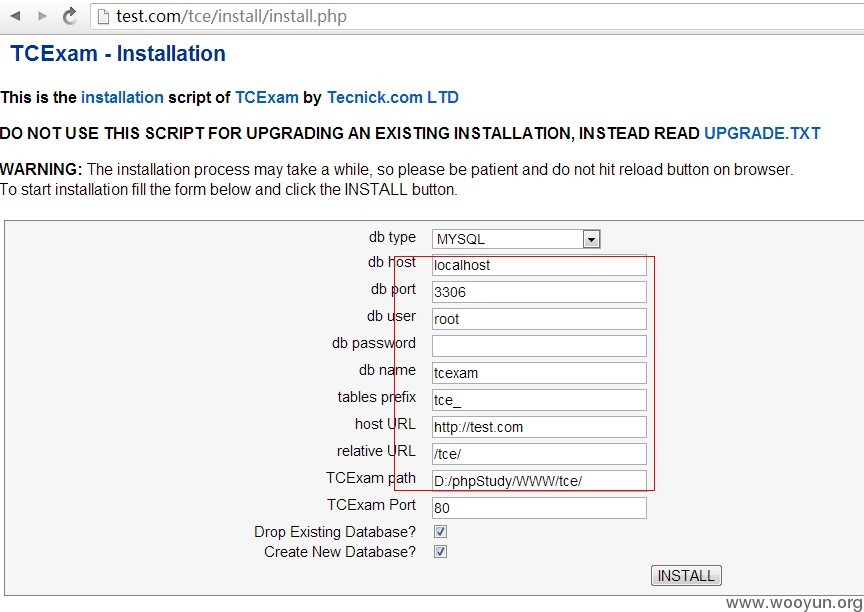 test.com/tce/install/install.php
TCExam - Installation
This is the installation script of TCExam by Tecnick.com LTD
DO NOT USE THIS SCRIPT FOR UPGRADING AN EXISTING INSTALLATION, INSTEAD READ UPGRADE.TXT
WARNING: The installation process may take a while, so please be patient and do not hit reload button on browser.
To start installation fill the form below and click the INSTALL button.
db type MYSQL
db host localhost
db port 3306
db user root
db password
db name tcexam
tables prefix tce_
host URL http://test.com
relative URL /tce/
TCExam path D:/phpStudy/WWW/tce/
TCExam Port 80
Drop Existing Database?
Create New Database?
INSTALL
www.wooyun.org